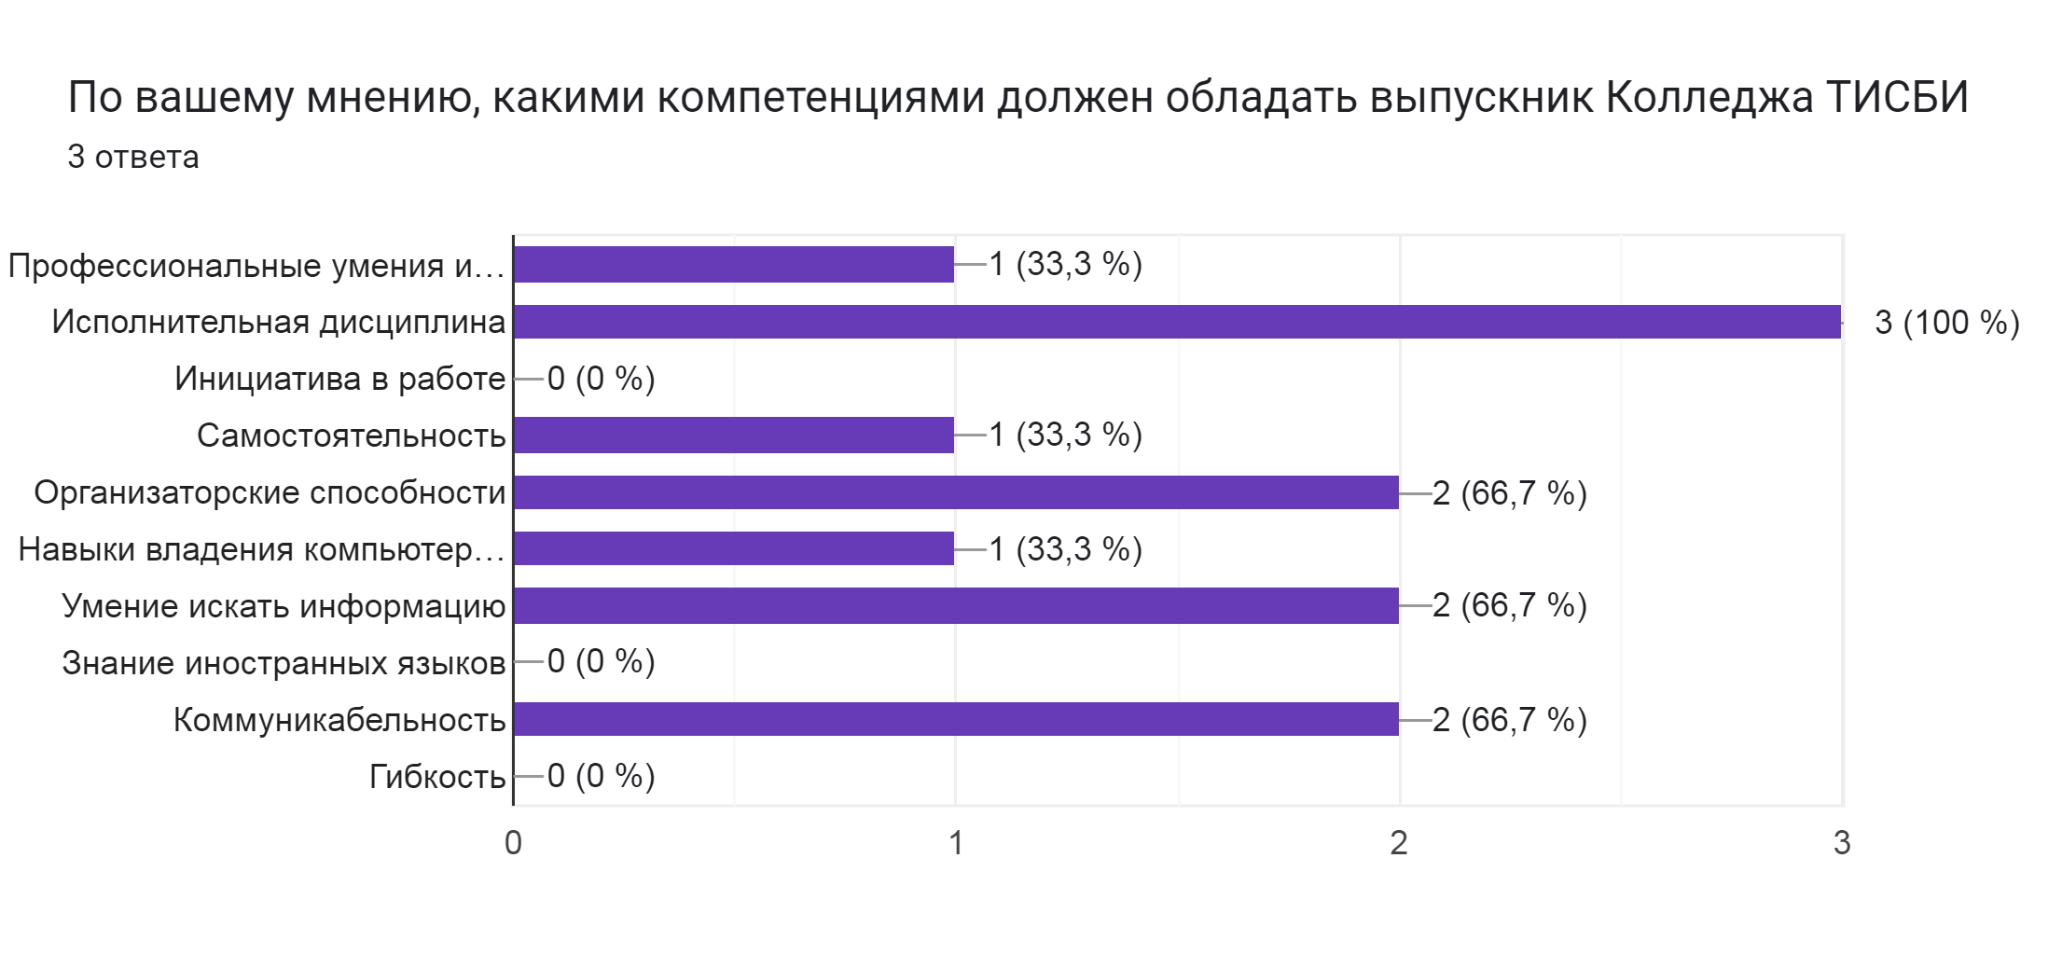 По вашему мнению, какими компетенциями должен обладать выпускник Колледжа ТИСБИ
3 ответа
Профессиональные умения и… 1 (33,3 %)
Исполнительная дисциплина 3 (100 %)
Инициатива в работе 0 (0 %)
Самостоятельность 1 (33,3 %)
Организаторские способности 2 (66,7 %)
Навыки владения компьютер… 1 (33,3 %)
Умение искать информацию 2 (66,7 %)
Знание иностранных языков 0 (0 %)
Коммуникабельность 2 (66,7 %)
Гибкость 0 (0 %)
0 1 2 3